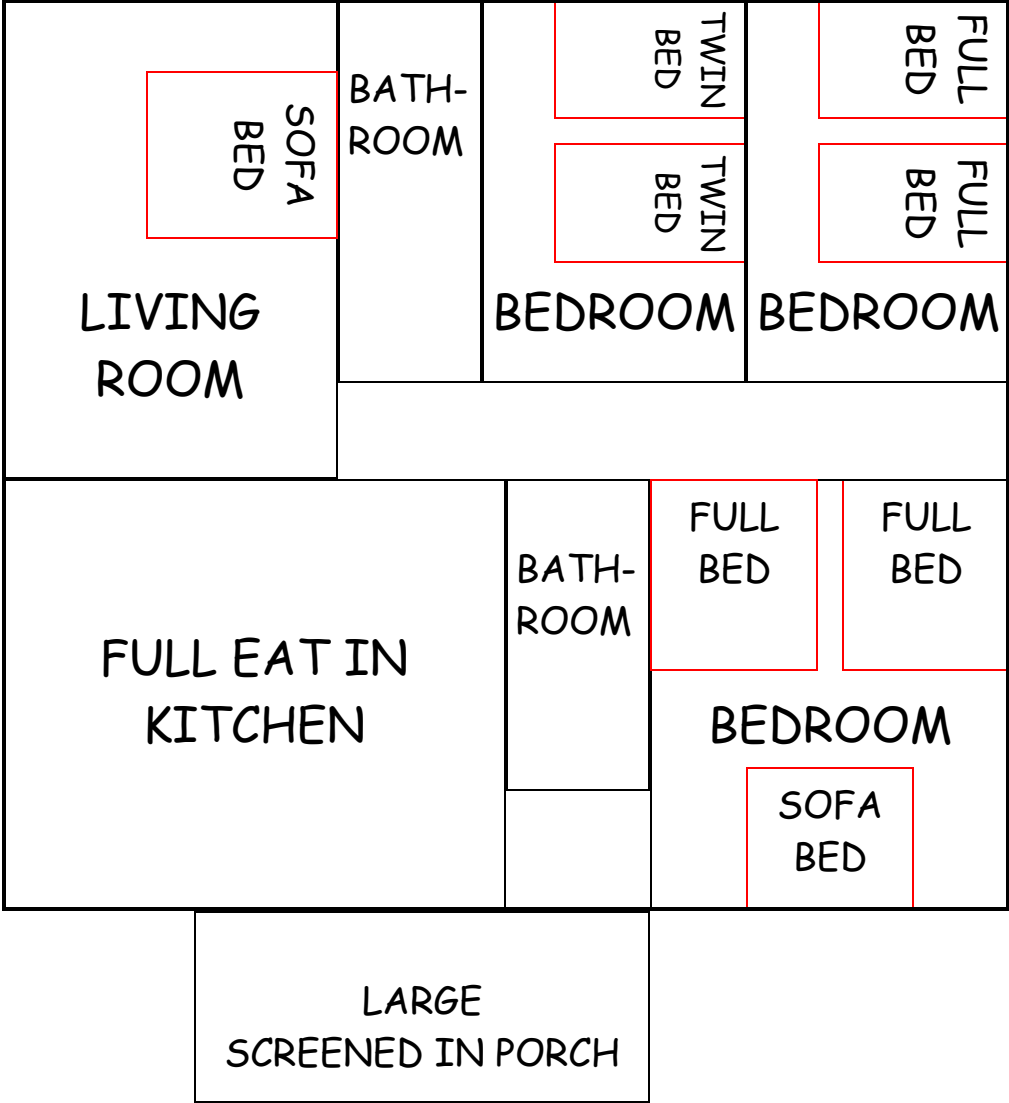 SOFA
BED
LIVING
ROOM
BATH-
ROOM
TWIN
BED
TWIN
BED
BEDROOM
FULL
BED
FULL
BED
BEDROOM
FULL EAT IN
KITCHEN
BATH-
ROOM
FULL
BED
FULL
BED
BEDROOM
SOFA
BED
LARGE
SCREENED IN PORCH